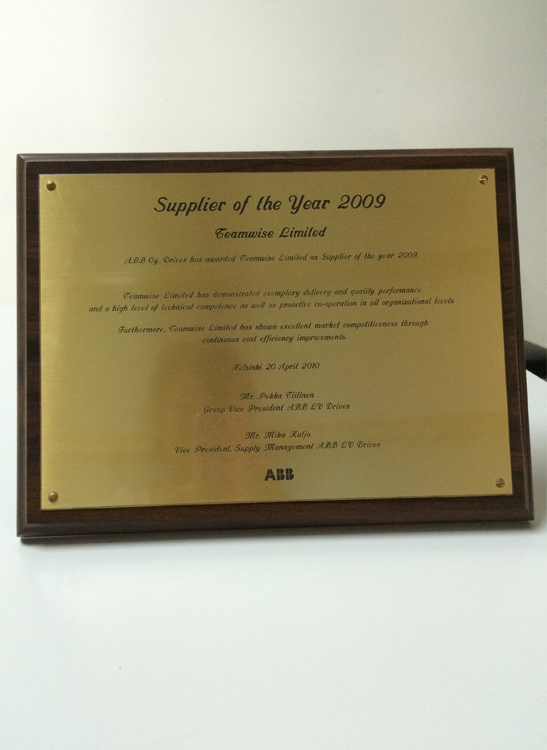 Supplier of the Year 2009
Teamwise Limited
ABB Oy, Drives has awarded Teamwise Limited as Supplier of the year 2009.
Teamwise Limited has demonstrated exemplary delivery and quality performance
and a high level of technical competence as well as proactive co-operation in all organizational levels.
Furthermore, Teamwise Limited has shown excellent market competitiveness through
continuous cost efficiency improvements.
Helsinki 20 April 2010
Mr. Pekka Tiitinen
Group Vice President ABB LV Drives
Mr. Mika Kulju
Vice President, Supply Management ABB LV Drives
ABB